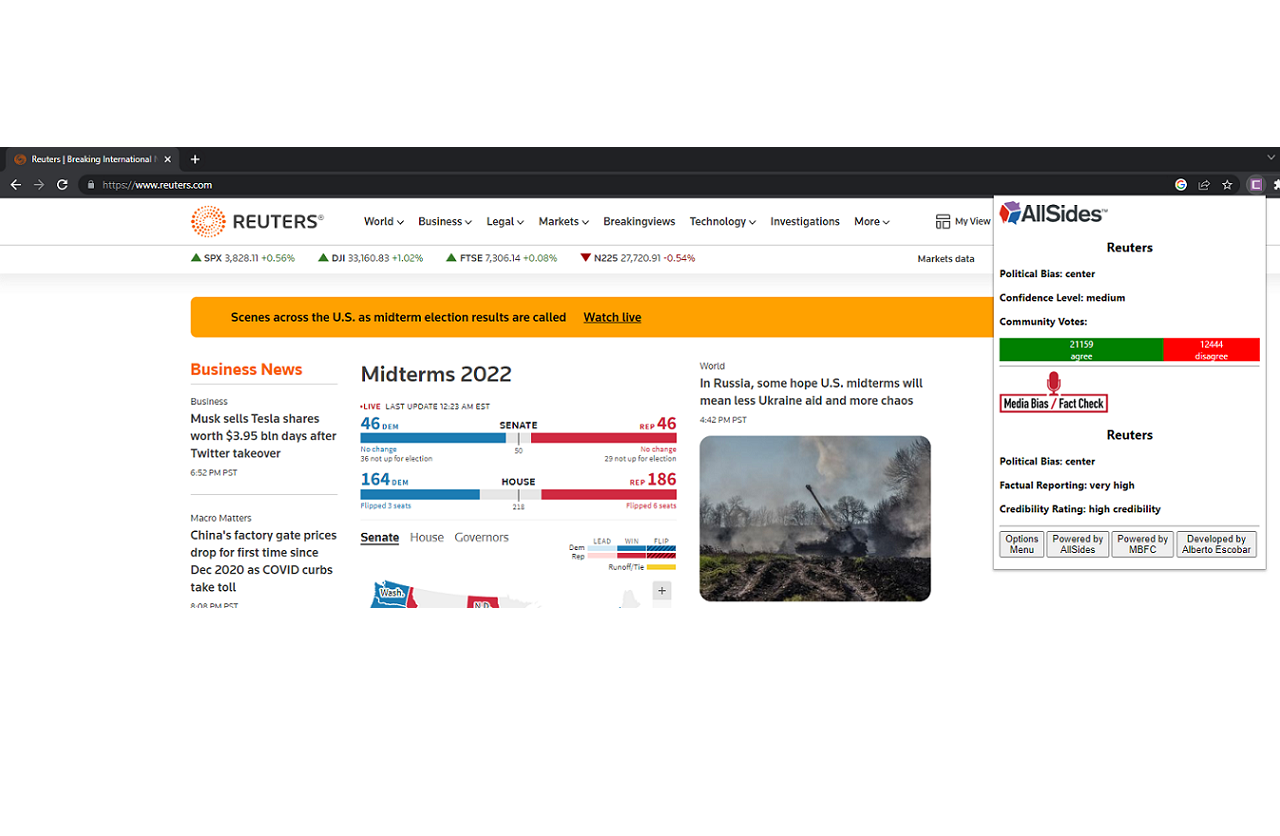 Reuters | Breaking International
https://www.reuters.com
REUTERS®
World
Business
Legal
Markets
Breakingviews
Technology
Investigations
More
My View
SPX 3,828.11 +0.56%
DJI 33,160.83 +1.02%
FTSE 7,306.14 +0.08%
N225 27,720.91 -0.54%
Markets data
Scenes across the U.S. as midterm election results are called
Watch live
Business News
Business
Musk sells Tesla shares
worth $3.95 bln days after
Twitter takeover
6:52 PM PST
Macro Matters
China's factory gate prices
drop for first time since
Dec 2020 as COVID curbs
take toll
8:08 PM PST
Midterms 2022
•LIVE LAST UPDATE 12:23 AM EST
46 DEM
SENATE
REP 46
No change
36 not up for election
50
No change
29 not up for election
164 DEM
HOUSE
REP 186
Flipped 3 seats
218
Flipped 6 seats
Senate
House
Governors
LEAD WIN FLIP
Dem
Rep
Runoff/Tie
Wash.
N.D.
+
World
In Russia, some hope U.S. midterms will
mean less Ukraine aid and more chaos
4:42 PM PST
AllSides™
Reuters
Political Bias: center
Confidence Level: medium
Community Votes:
21159
agree
12444
disagree
Media Bias / Fact Check
Reuters
Political Bias: center
Factual Reporting: very high
Credibility Rating: high credibility
Options
Menu
Powered by
AllSides
Powered by
MBFC
Developed by
Alberto Escobar